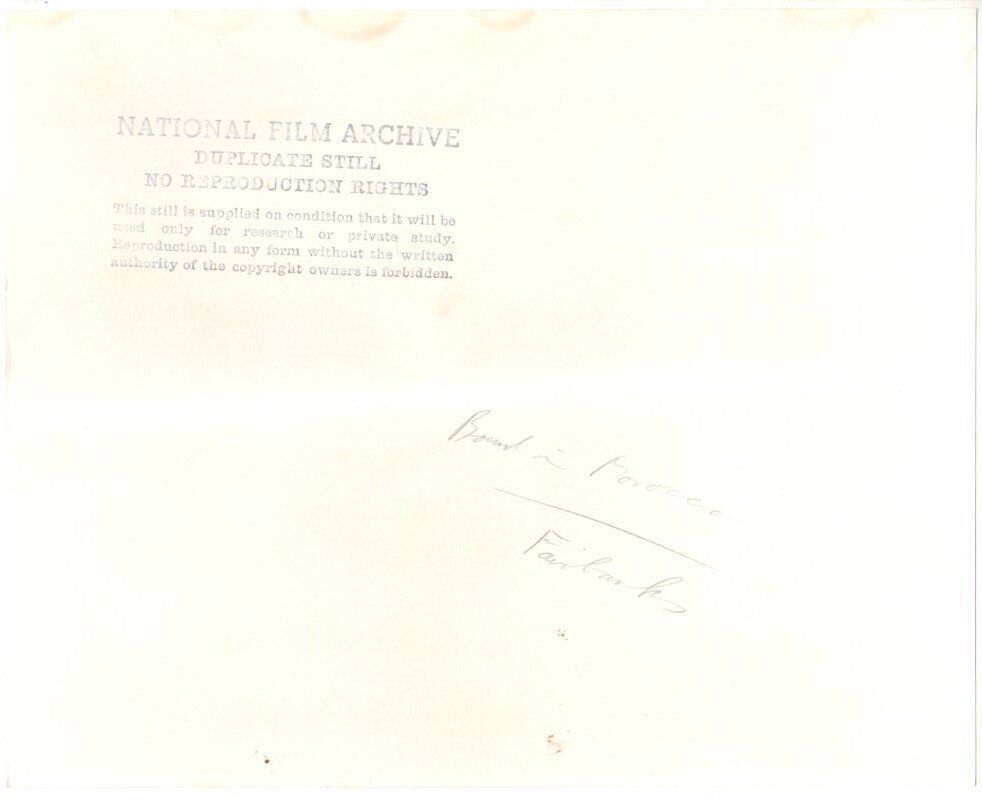 NATIONAL FILM ARCHIVE
DUPLICATE STILL
NO REPRODUCTION RIGHTS
This still is supplied on condition that it will be
used only for research or private study.
Reproduction in any form without the written
authority of the copyright owners is forbidden.
Bound in Morocco
Fairbanks